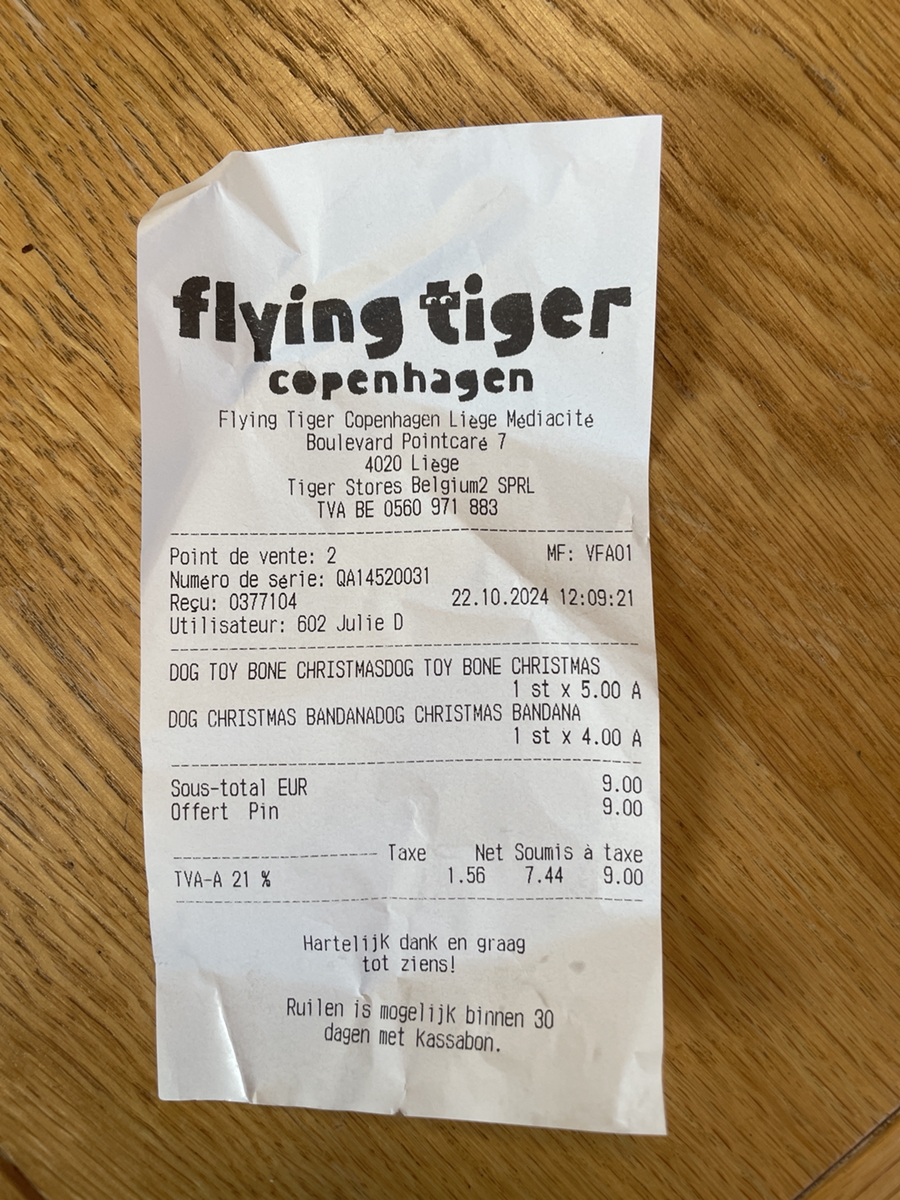 flying tiger
copenhagen
Flying Tiger Copenhagen Liège Médiacité
Boulevard Pointcaré 7
4020 Liège
Tiger Stores Belgium2 SPRL
TVA BE 0560 971 883
Point de vente: 2 MF: VFA01
Numéro de série: QA14520031
Reçu: 0377104 22.10.2024 12:09:21
Utilisateur: 602 Julie D
DOG TOY BONE CHRISTMASDOG TOY BONE CHRISTMAS
1 st x 5.00 A
DOG CHRISTMAS BANDANADOG CHRISTMAS BANDANA
1 st x 4.00 A
Sous-total EUR 9.00
Offert Pin 9.00
Taxe Net Soumis à taxe
TVA-A 21 % 1.56 7.44 9.00
Hartelijk dank en graag
tot ziens!
Ruilen is mogelijk binnen 30
dagen met Kassabon.